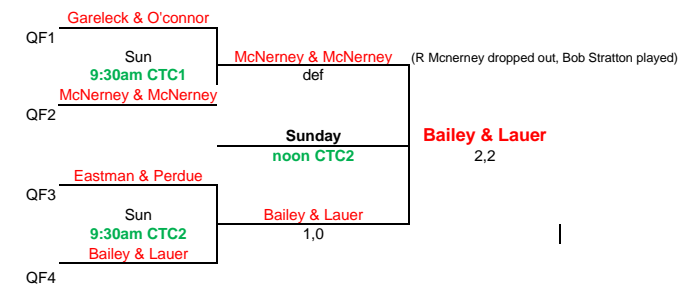 Gareleck & O'connor
QF1
Sun
9:30am CTC1
McNerney & McNerney
(R Mcnerney dropped out, Bob Stratton played)
def
McNerney & McNerney
QF2
Sunday
noon CTC2
Bailey & Lauer
2,2
Eastman & Perdue
QF3
Sun
9:30am CTC2
Bailey & Lauer
1,0
Bailey & Lauer
QF4